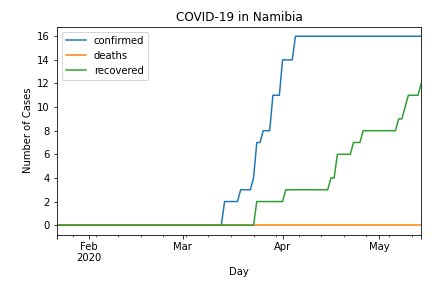 COVID-19 in Namibia
confirmed
deaths
recovered
16
14
12
10
8
6
4
2
0
Number of Cases
Feb
2020
Mar
Apr
May
Day